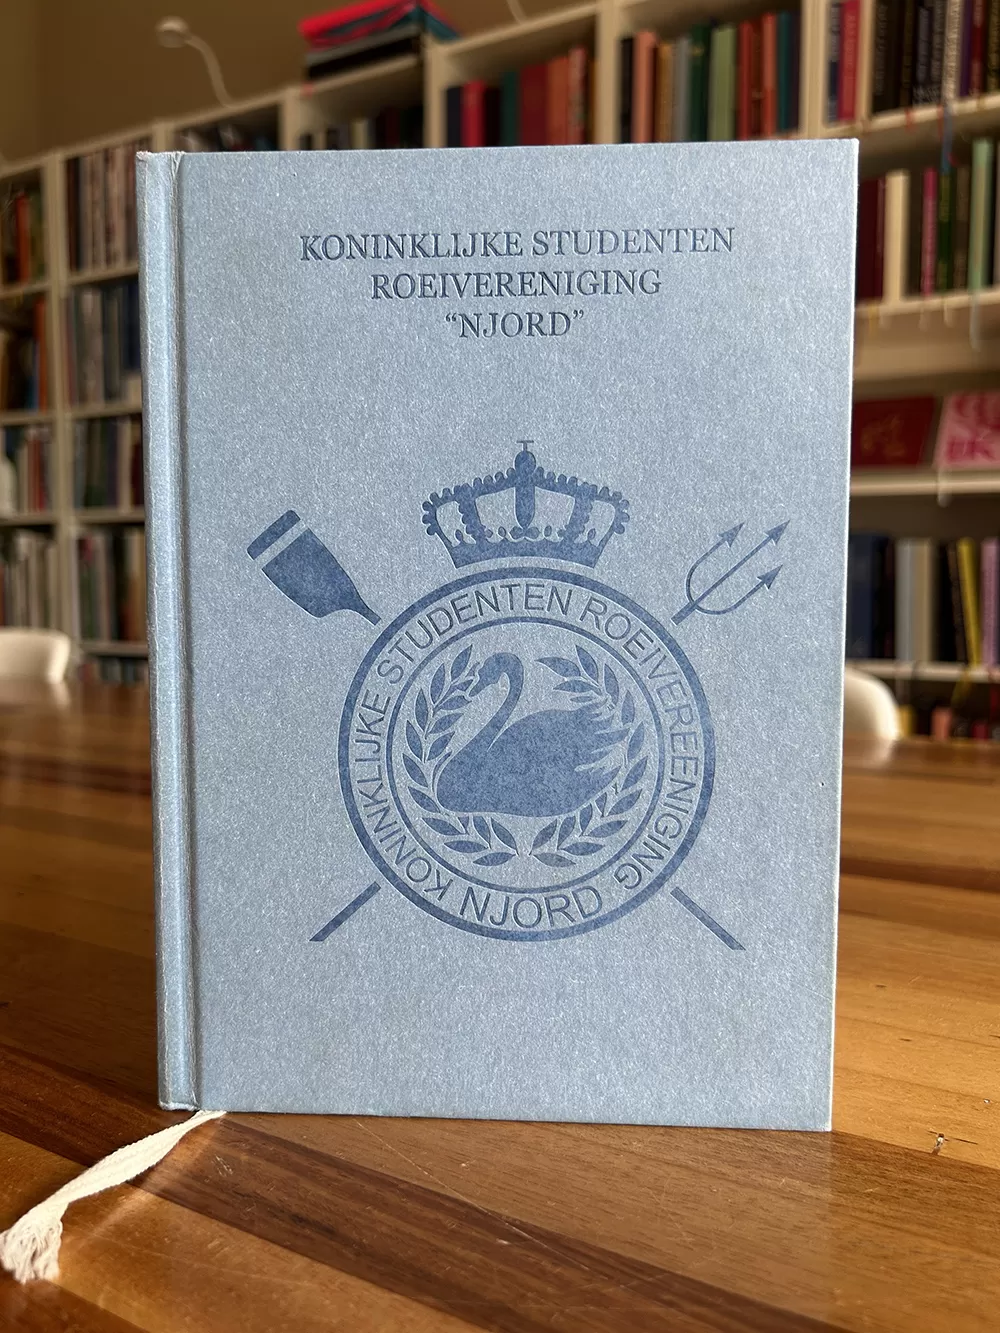 KONINKLIJKE STUDENTEN
ROEIVERENIGING
“NJORD”
KONINKLIJKE STUDENTEN ROEIVEREENIGING
NJORD